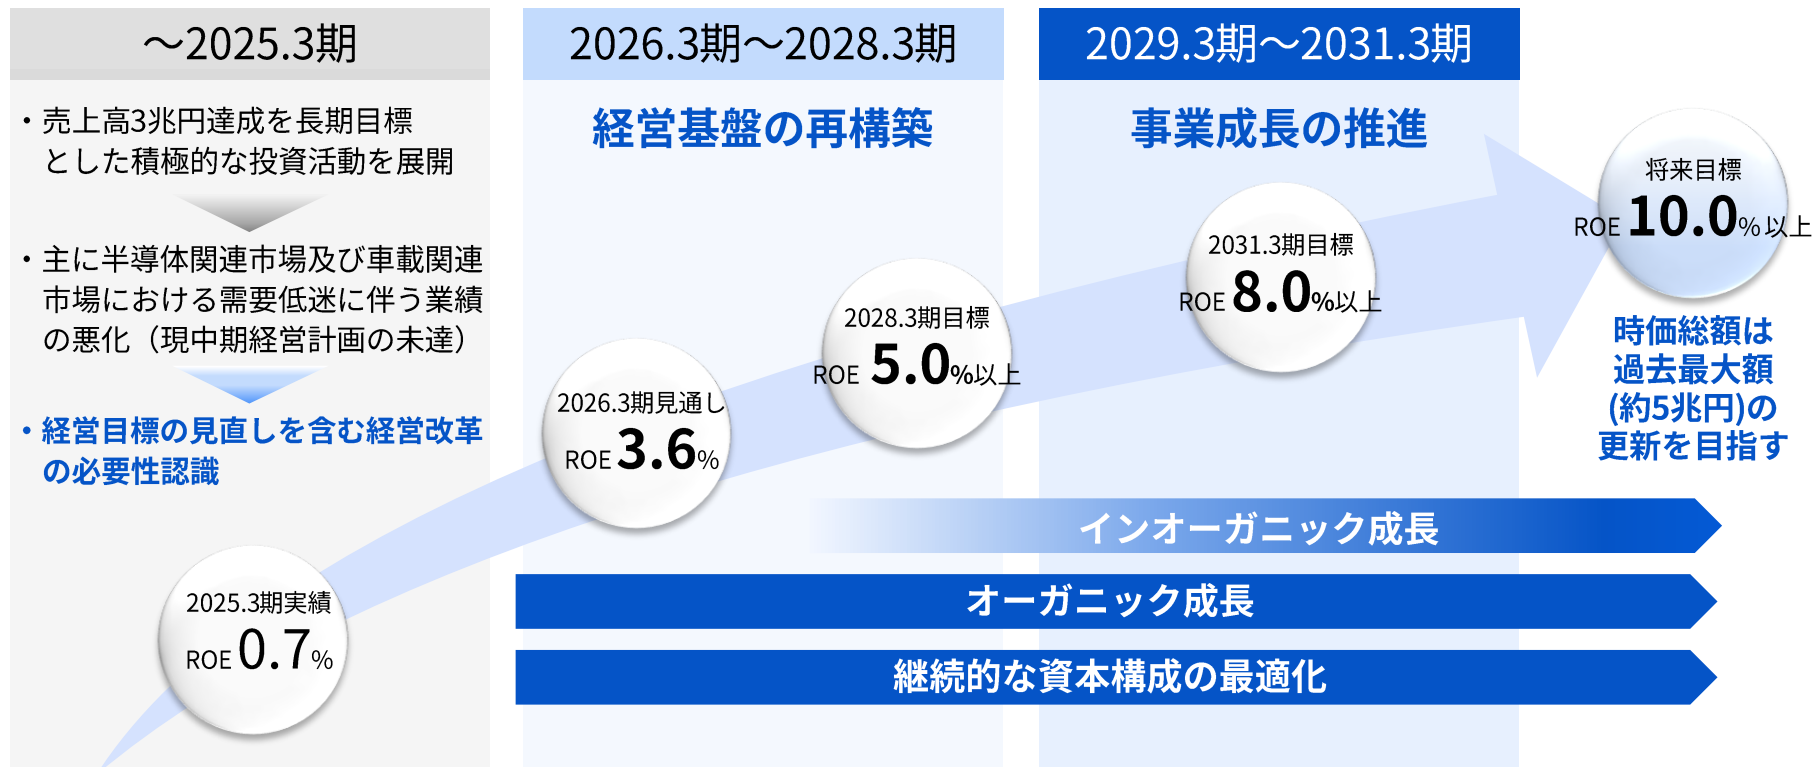 ～2025.3期
・売上高3兆円達成を長期目標
とした積極的な投資活動を展開
・主に半導体関連市場及び車載関連
市場における需要低迷に伴う業績
の悪化（現中期経営計画の未達）
・経営目標の見直しを含む経営改革
の必要性認識
2025.3期実績
ROE 0.7%
2026.3期～2028.3期
経営基盤の再構築
2026.3期見通し
ROE 3.6%
2028.3期目標
ROE 5.0%以上
2029.3期～2031.3期
事業成長の推進
2031.3期目標
ROE 8.0%以上
将来目標
ROE 10.0%以上
時価総額は
過去最大額
(約5兆円)の
更新を目指す
インオーガニック成長
オーガニック成長
継続的な資本構成の最適化